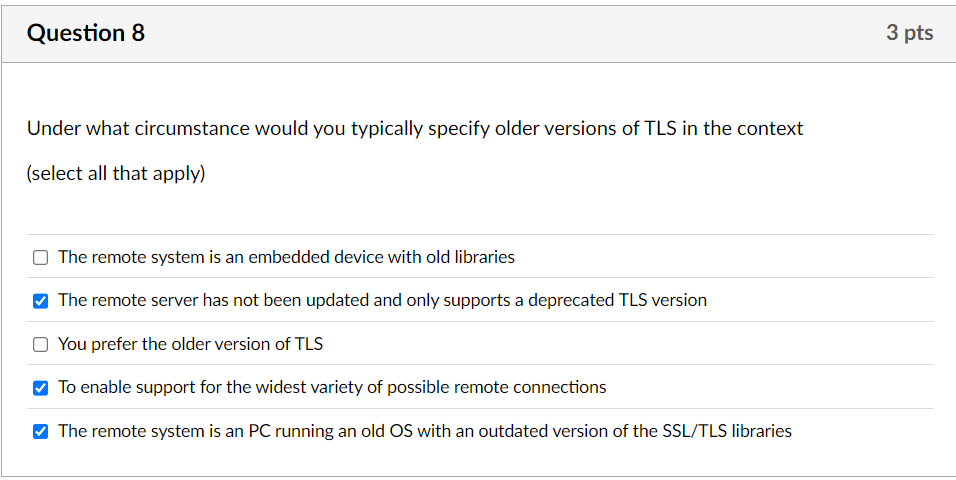 Question 8
3 pts
Under what circumstance would you typically specify older versions of TLS in the context
(select all that apply)
The remote system is an embedded device with old libraries
The remote server has not been updated and only supports a deprecated TLS version
You prefer the older version of TLS
To enable support for the widest variety of possible remote connections
The remote system is an PC running an old OS with an outdated version of the SSL/TLS libraries